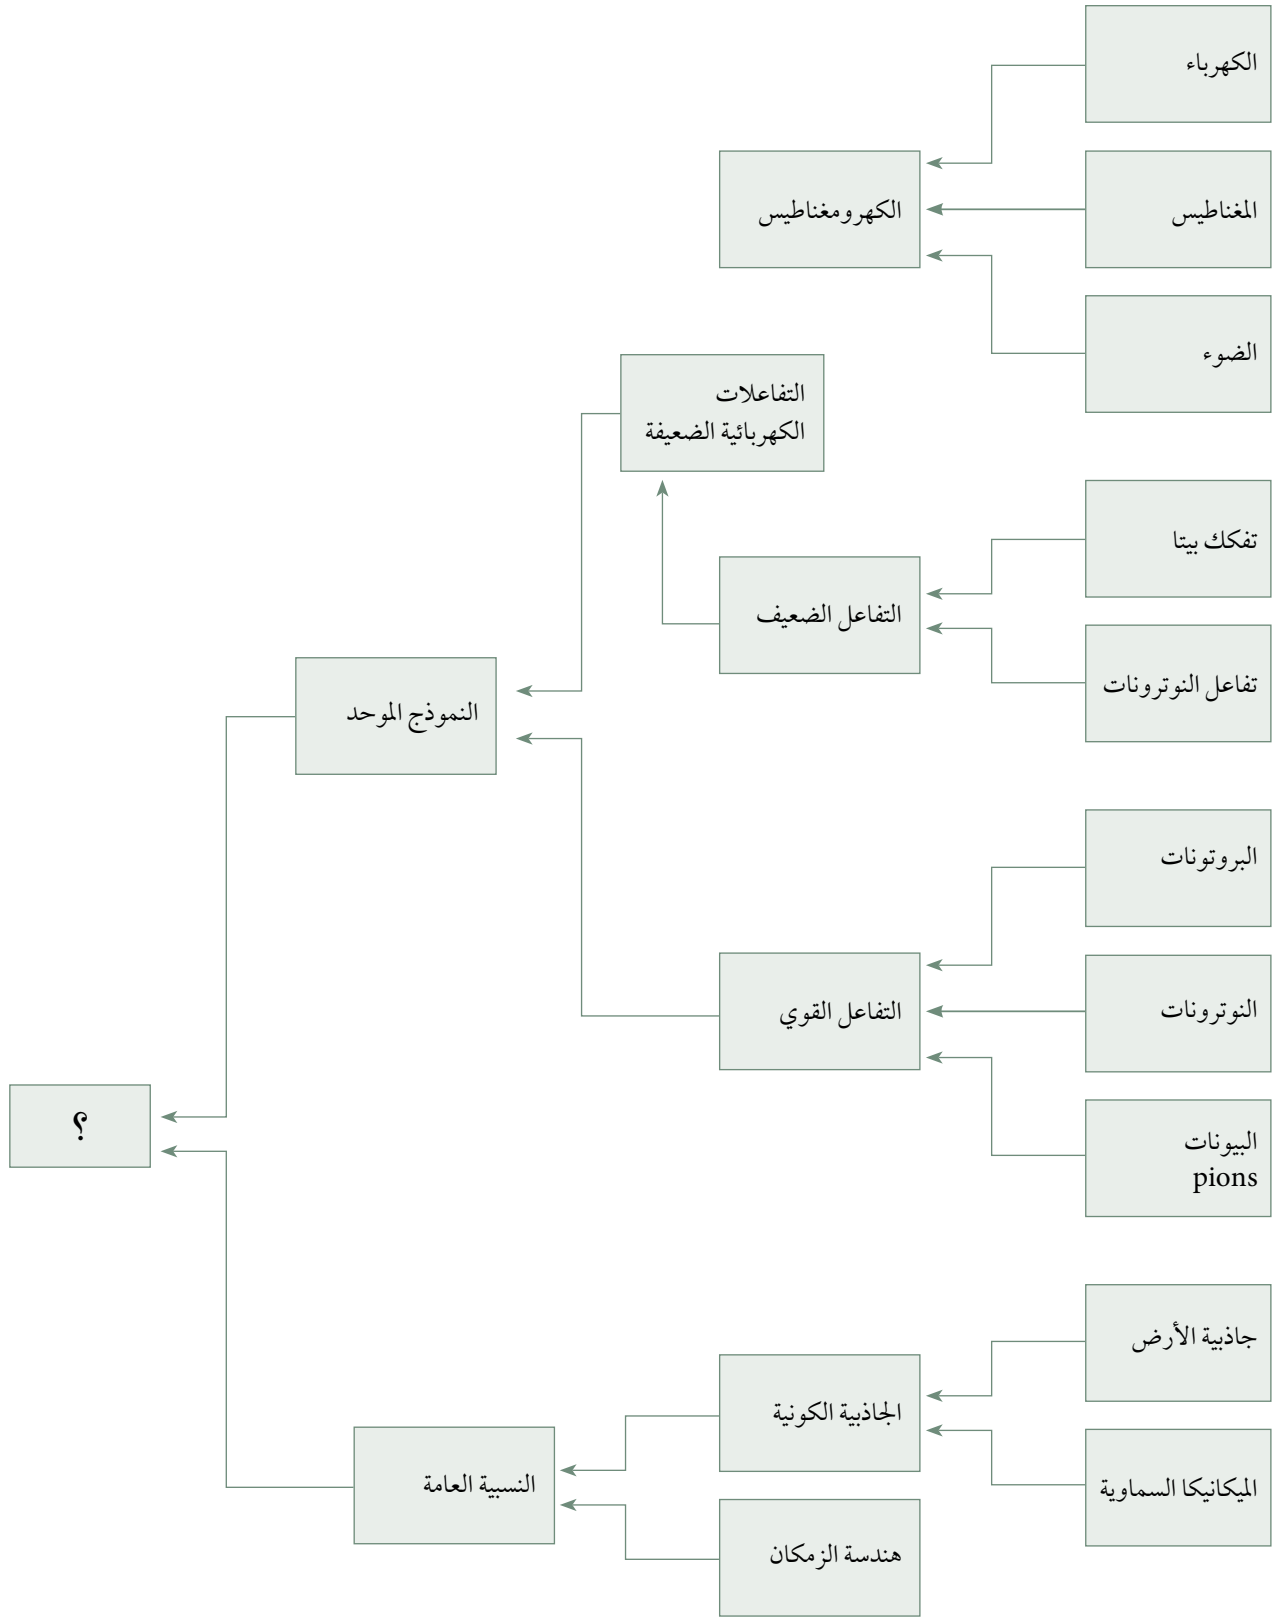 الكهرباء
المغناطيس
الكهرومغناطيس
الضوء
التفاعلات
الكهربائية الضعيفة
تفكك بيتا
التفاعل الضعيف
تفاعل النوترونات
النموذج الموحد
البروتونات
النوترونات
التفاعل القوي
البيونات
pions
؟
جاذبية الأرض
الجاذبية الكونية
الميكانيكا السماوية
النسبية العامة
هندسة الزمكان